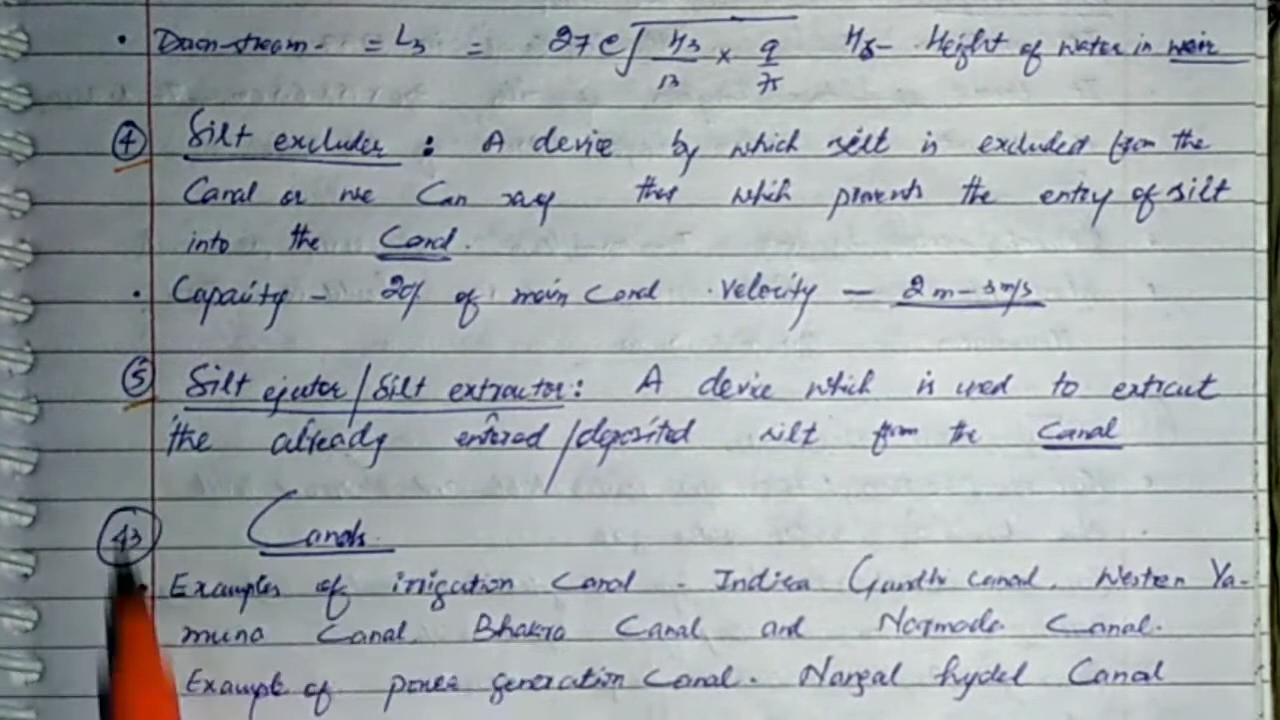 • Down-stream - = L3 = 27 C √(H3/13 × q/75) H3 - Height of water in weir
④ Silt excluder : A device by which silt is excluded from the
Canal or we Can say that which prevents the entry of silt
into the Canal.
• Capacity - 20% of main Canal . Velocity - 2m-3m/s
⑤ Silt ejector/Silt extractor: A device which is used to extricut
the already entered/deposited silt from the Canal
Canals.
• Examples of irrigation Canal - Indira Gandhi canal, Western Ya-
muna Canal, Bhakra Canal and Narmada Canal.
Example of power generation Canal - Nangal hydel Canal